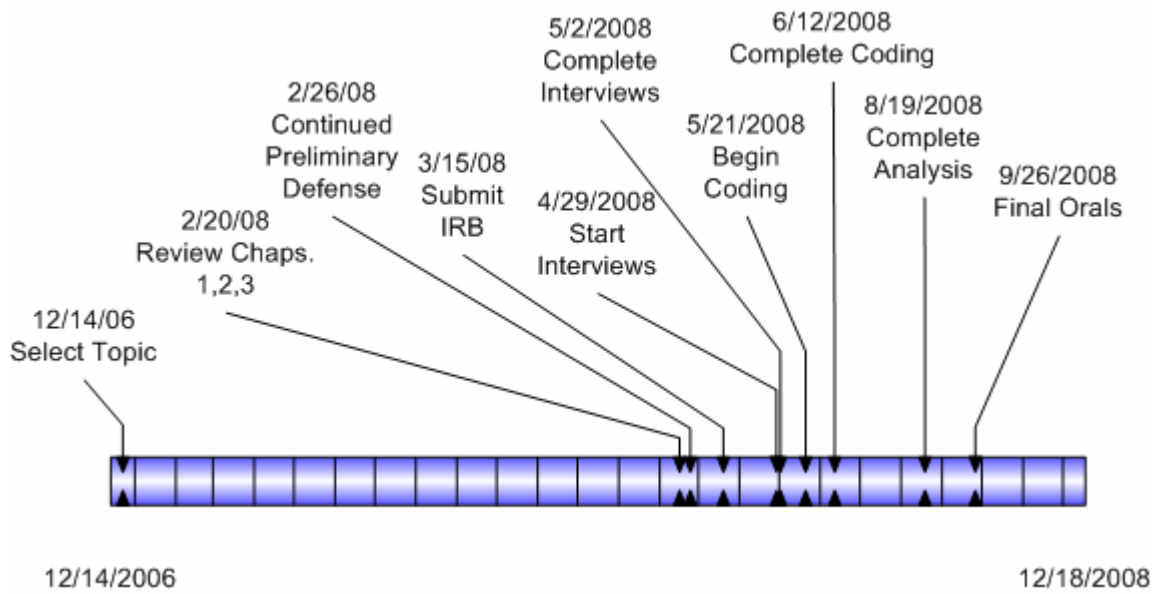 12/14/06
Select Topic
2/20/08
Review Chaps.
1,2,3
2/26/08
Continued
Preliminary
Defense
3/15/08
Submit
IRB
4/29/2008
Start
Interviews
5/2/2008
Complete
Interviews
5/21/2008
Begin
Coding
6/12/2008
Complete Coding
8/19/2008
Complete
Analysis
9/26/2008
Final Orals
12/14/2006
12/18/2008